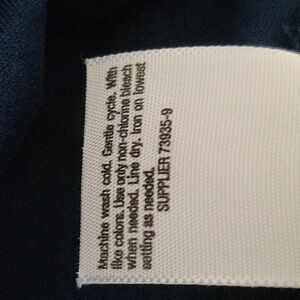 Machine wash cold. Gentle cycle. With
like colors. Use only non-chlorine bleach
when needed. Line dry. Iron on lowest
setting as needed.
SUPPLIER 73935-9